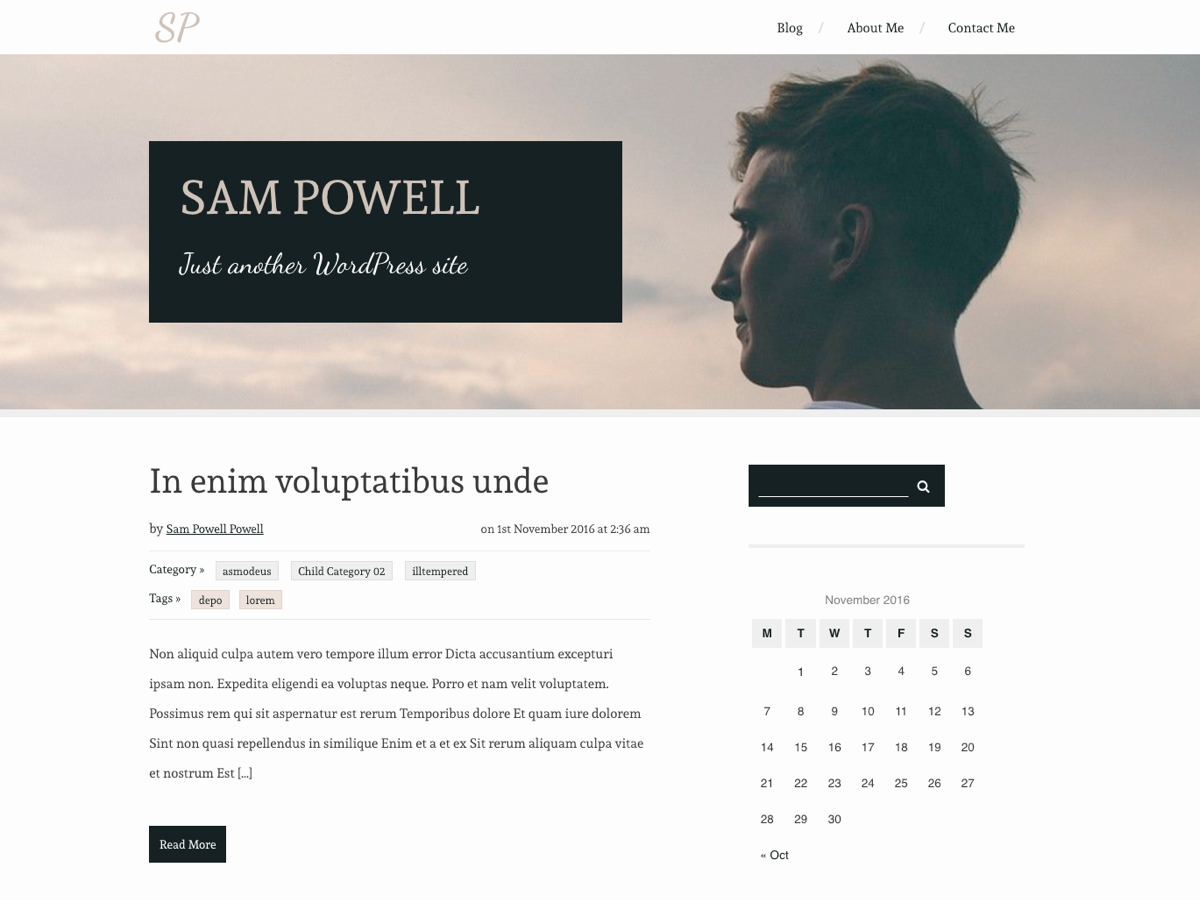 SP
Blog / About Me / Contact Me
SAM POWELL
Just another WordPress site
In enim voluptatibus unde
by Sam Powell Powell on 1st November 2016 at 2:36 am
Category » asmodeus Child Category 02 illtempered
Tags » depo lorem
Non aliquid culpa autem vero tempore illum error Dicta accusantium excepturi
ipsam non. Expedita eligendi ea voluptas neque. Porro et nam velit voluptatem.
Possimus rem qui sit aspernatur est rerum Temporibus dolore Et quam iure dolorem
Sint non quasi repellendus in similique Enim et a et ex Sit rerum aliquam culpa vitae
et nostrum Est [...]
Read More
November 2016
M T W T F S S
1 2 3 4 5 6
7 8 9 10 11 12 13
14 15 16 17 18 19 20
21 22 23 24 25 26 27
28 29 30
« Oct